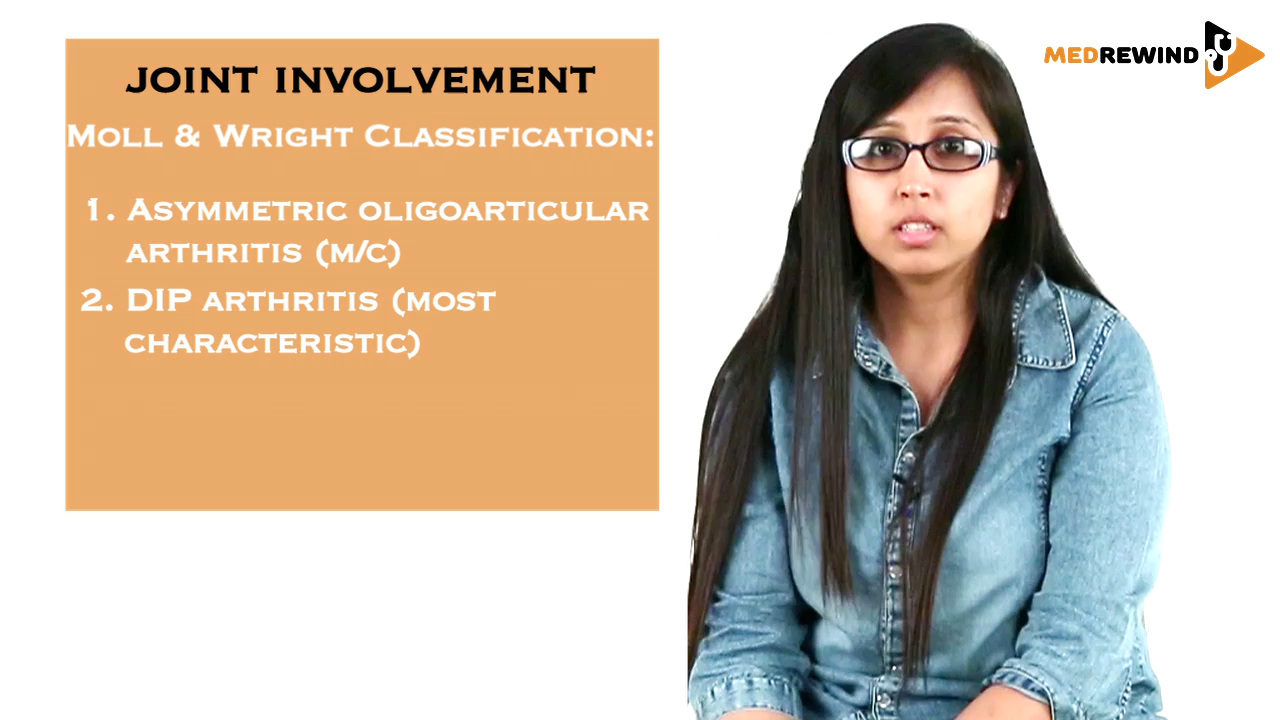 MEDREWIND
JOINT INVOLVEMENT
MOLL & WRIGHT CLASSIFICATION:
1. ASYMMETRIC OLIGOARTICULAR
ARTHRITIS (M/C)
2. DIP ARTHRITIS (MOST
CHARACTERISTIC)